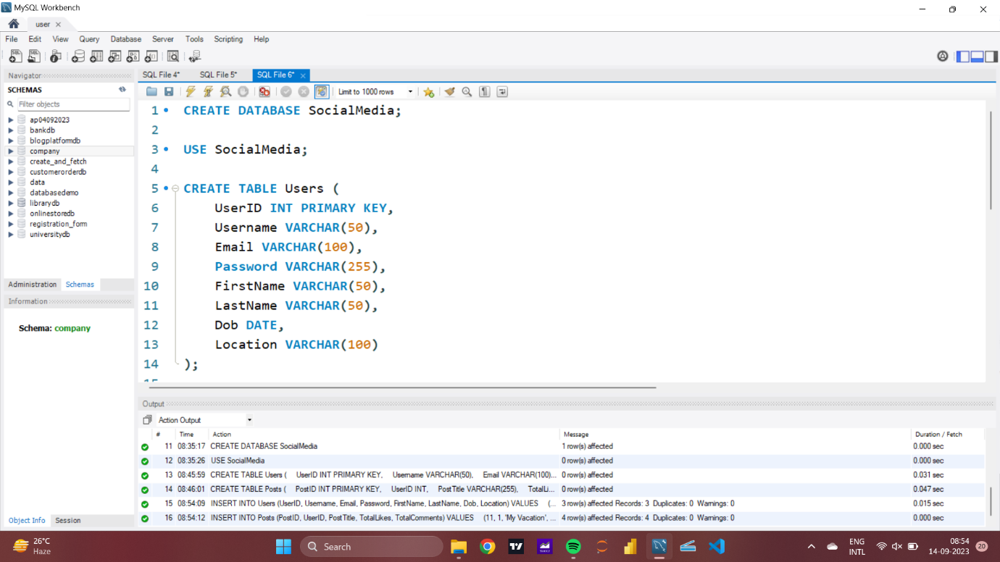 MySQL Workbench
user
File Edit View Query Database Server Tools Scripting Help
Navigator
SCHEMAS
Filter objects
ap04092023
bankdb
blogplatformdb
company
create_and_fetch
customerorderdb
data
databasedemo
librarydb
onlinestoredb
registration_form
universitydb
Administration Schemas
Information
Schema: company
Object Info Session
SQL File 4* SQL File 5* SQL File 6*
Limit to 1000 rows
1 CREATE DATABASE SocialMedia;
2
3 USE SocialMedia;
4
5 CREATE TABLE Users (
6 UserID INT PRIMARY KEY,
7 Username VARCHAR(50),
8 Email VARCHAR(100),
9 Password VARCHAR(255),
10 FirstName VARCHAR(50),
11 LastName VARCHAR(50),
12 Dob DATE,
13 Location VARCHAR(100)
14 );
Output
Action Output
# Time Action Message Duration / Fetch
11 08:35:17 CREATE DATABASE SocialMedia 1 row(s) affected 0.000 sec
12 08:35:26 USE SocialMedia 0 row(s) affected 0.000 sec
13 08:45:59 CREATE TABLE Users ( UserID INT PRIMARY KEY, Username VARCHAR(50), Email VARCHAR(100)... 0 row(s) affected 0.031 sec
14 08:46:01 CREATE TABLE Posts ( PostID INT PRIMARY KEY, UserID INT, PostTitle VARCHAR(255), TotalLi... 0 row(s) affected 0.047 sec
15 08:54:09 INSERT INTO Users (UserID, Username, Email, Password, FirstName, LastName, Dob, Location) VALUES (... 3 row(s) affected Records: 3 Duplicates: 0 Warnings: 0 0.015 sec
16 08:54:12 INSERT INTO Posts (PostID, UserID, PostTitle, TotalLikes, TotalComments) VALUES (11, 1, 'My Vacation', ... 4 row(s) affected Records: 4 Duplicates: 0 Warnings: 0 0.000 sec
26°C
Haze
Search
ENG
INTL
08:54
14-09-2023
20